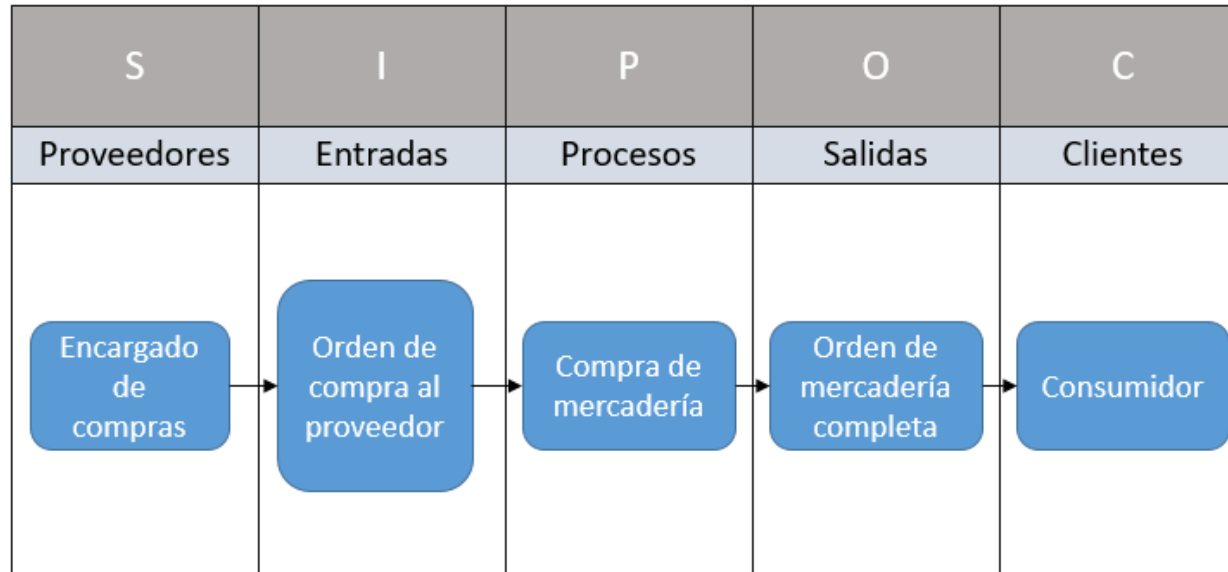 S
I
P
O
C
Proveedores
Entradas
Procesos
Salidas
Clientes
Encargado
de
compras
Orden de
compra al
proveedor
Compra de
mercadería
Orden de
mercadería
completa
Consumidor